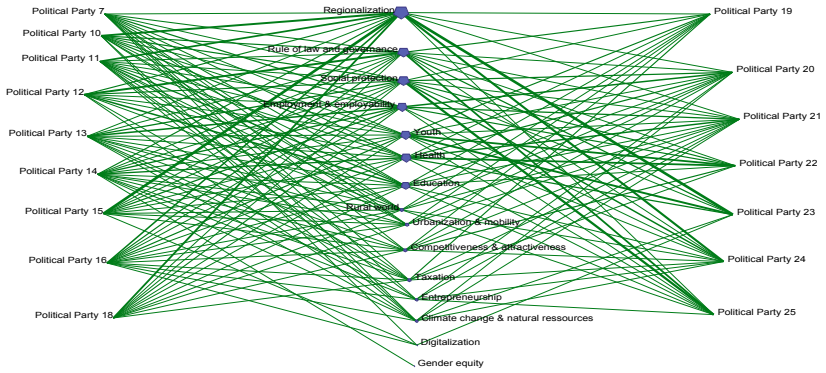 Political Party 7
Political Party 10
Political Party 11
Political Party 12
Political Party 13
Political Party 14
Political Party 15
Political Party 16
Political Party 18
Regionalization
Rule of law and governance
Social protection
Employment & employability
Youth
Health
Education
Rural world
Urbanization & mobility
Competitiveness & attractiveness
Taxation
Entrepreneurship
Climate change & natural ressources
Digitalization
Gender equity
Political Party 19
Political Party 20
Political Party 21
Political Party 22
Political Party 23
Political Party 24
Political Party 25